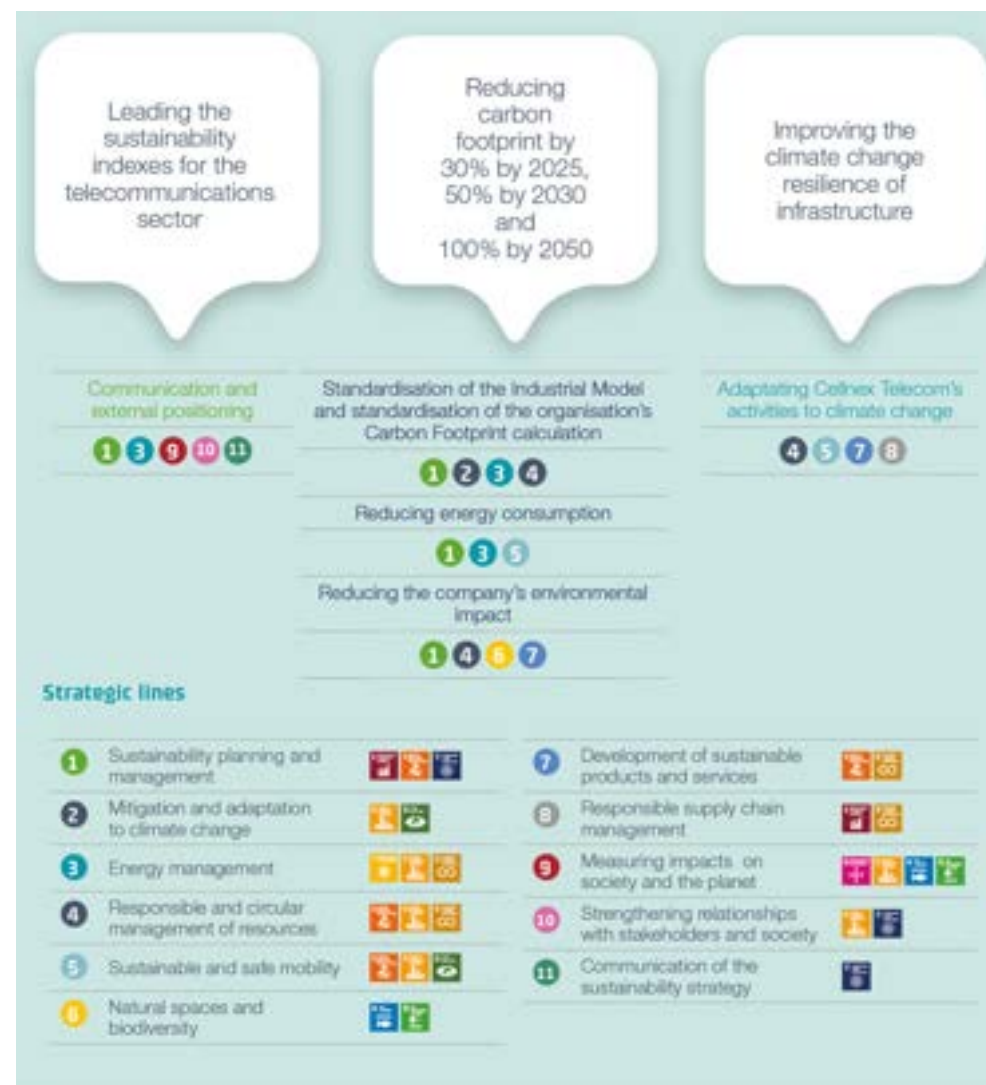 Leading the
sustainability
indexes for the
telecommunications
sector
Reducing
carbon
footprint by
30% by 2025,
50% by 2030
and
100% by 2050
Improving the
climate change
resilience of
infrastructure
Communication and
external positioning
1 3 9 10 11
Standardisation of the Industrial Model
and standardisation of the organisation's
Carbon Footprint calculation
1 2 3 4
Reducing energy consumption
1 3 5
Reducing the company's environmental
impact
1 4 6 7
Adaptating Cellnex Telecom's
activities to climate change
4 5 7 8
Strategic lines
1 Sustainability planning and
management
2 Mitigation and adaptation
to climate change
3 Energy management
4 Responsible and circular
management of resources
5 Sustainable and safe mobility
6 Natural spaces and
biodiversity
7 Development of sustainable
products and services
8 Responsible supply chain
management
9 Measuring impacts on
society and the planet
10 Strengthening relationships
with stakeholders and society
11 Communication of the
sustainability strategy